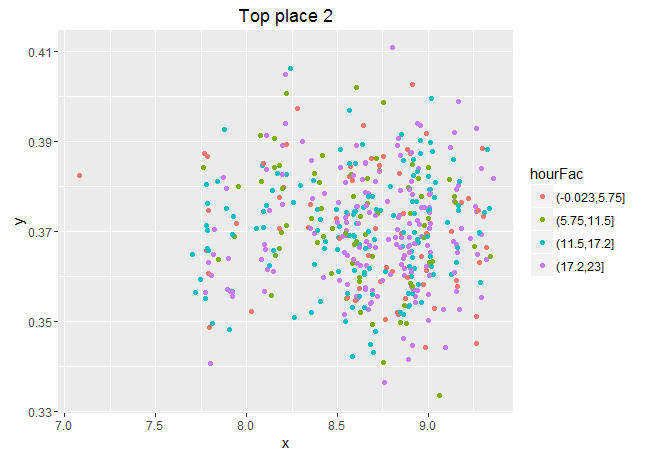 Top place 2
0.41
0.39
0.37
0.35
0.33
y
7.0 7.5 8.0 8.5 9.0
x
hourFac
(-0.023,5.75]
(5.75,11.5]
(11.5,17.2]
(17.2,23]